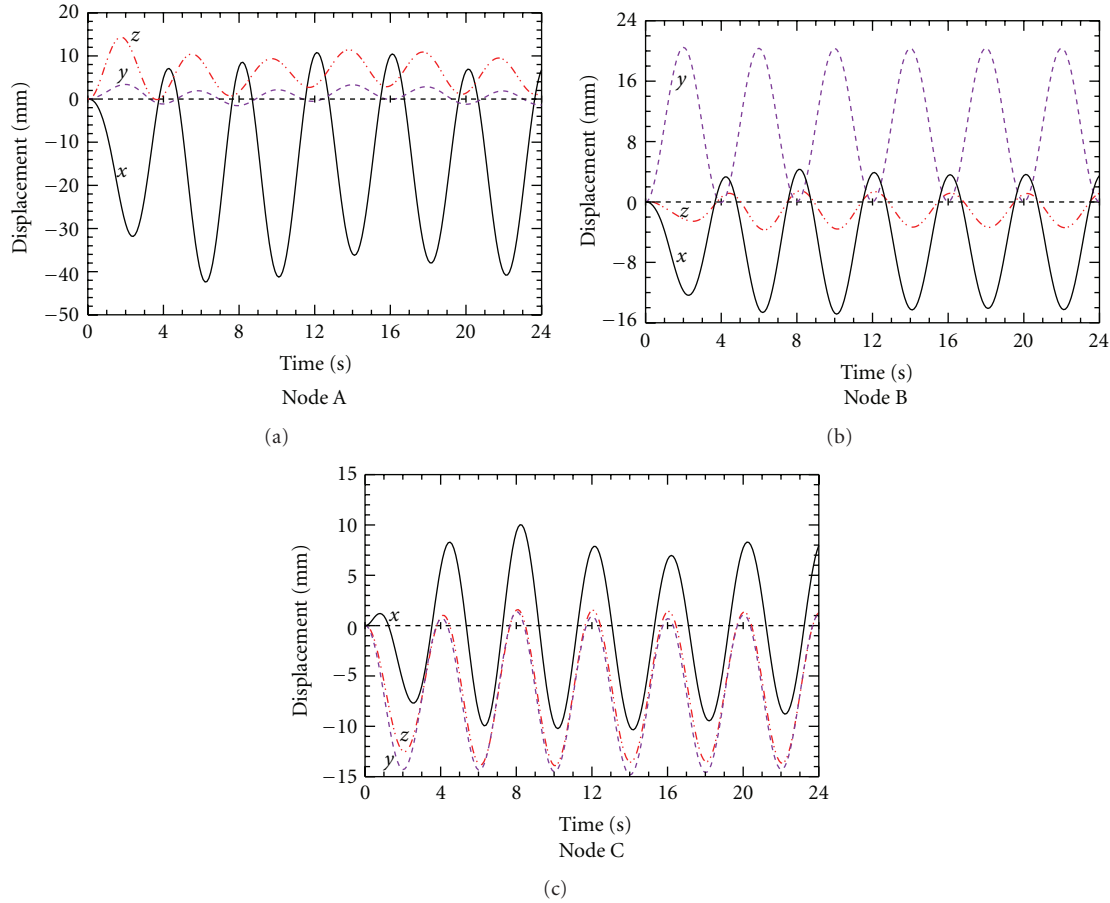 Displacement (mm)
20
10
0
−10
−20
−30
−40
−50
z
y
x
0 4 8 12 16 20 24
Time (s)
Node A
(a)
Displacement (mm)
24
16
8
0
−8
−16
y
z
x
0 4 8 12 16 20 24
Time (s)
Node B
(b)
Displacement (mm)
15
10
5
0
−5
−10
−15
x
z
y
0 4 8 12 16 20 24
Time (s)
Node C
(c)